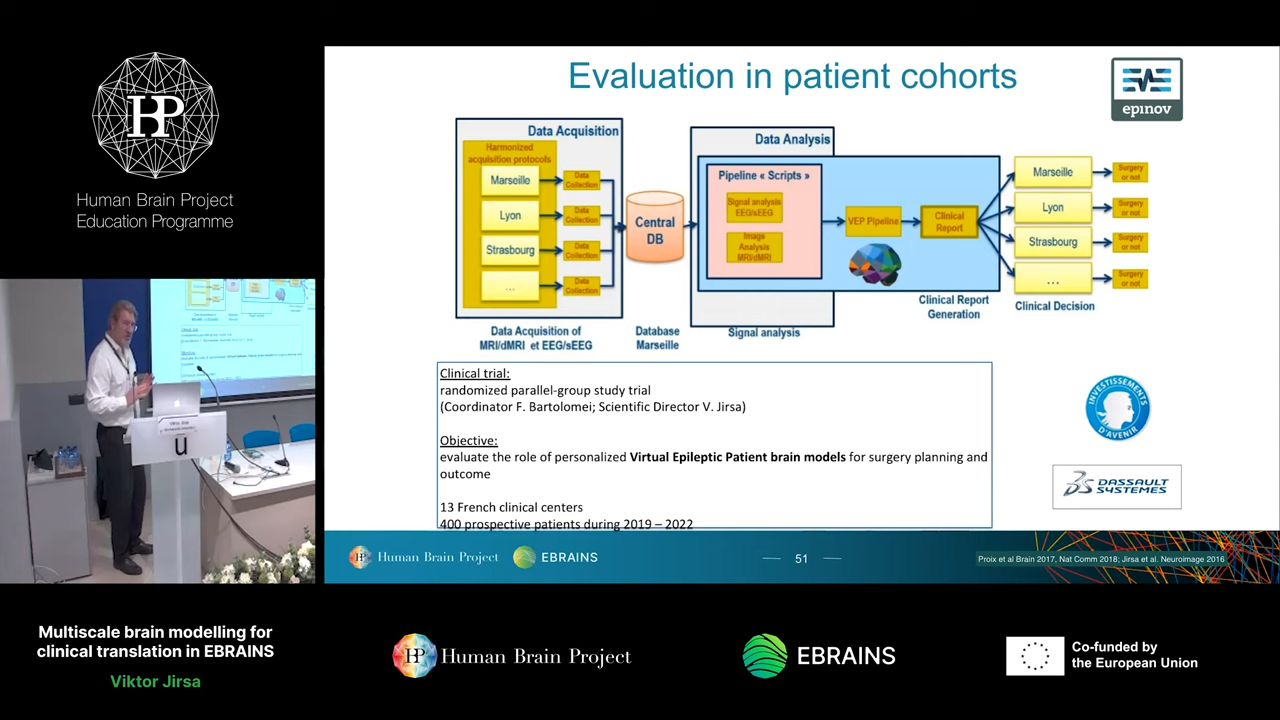 HP
Human Brain Project
Education Programme
Evaluation in patient cohorts
epinov
Data Acquisition
Harmonized
acquisition protocols
Marseille
Data
Collection
Lyon
Data
Collection
Strasbourg
Data
Collection
...
Data
Collection
Data Acquisition of
MRI/dMRI et EEG/sEEG
Central
DB
Database
Marseille
Data Analysis
Pipeline « Scripts »
Signal analysis
EEG/sEEG
Image
Analysis
MRI/dMRI
Signal analysis
VEP Pipeline
Clinical
Report
Clinical Report
Generation
Marseille
Surgery
or not
Lyon
Surgery
or not
Strasbourg
Surgery
or not
...
Surgery
or not
Clinical Decision
Clinical trial:
randomized parallel-group study trial
(Coordinator F. Bartolomei; Scientific Director V. Jirsa)
Objective:
evaluate the role of personalized Virtual Epileptic Patient brain models for surgery planning and
outcome
13 French clinical centers
400 prospective patients during 2019 – 2022
INVESTISSEMENTS
D'AVENIR
DASSAULT
SYSTEMES
HP
Human Brain Project
EBRAINS
51
Proix et al Brain 2017, Nat Comm 2018; Jirsa et al. Neuroimage 2016
u
Multiscale brain modelling for
clinical translation in EBRAINS
Viktor Jirsa
HP
Human Brain Project
EBRAINS
Co-funded by
the European Union